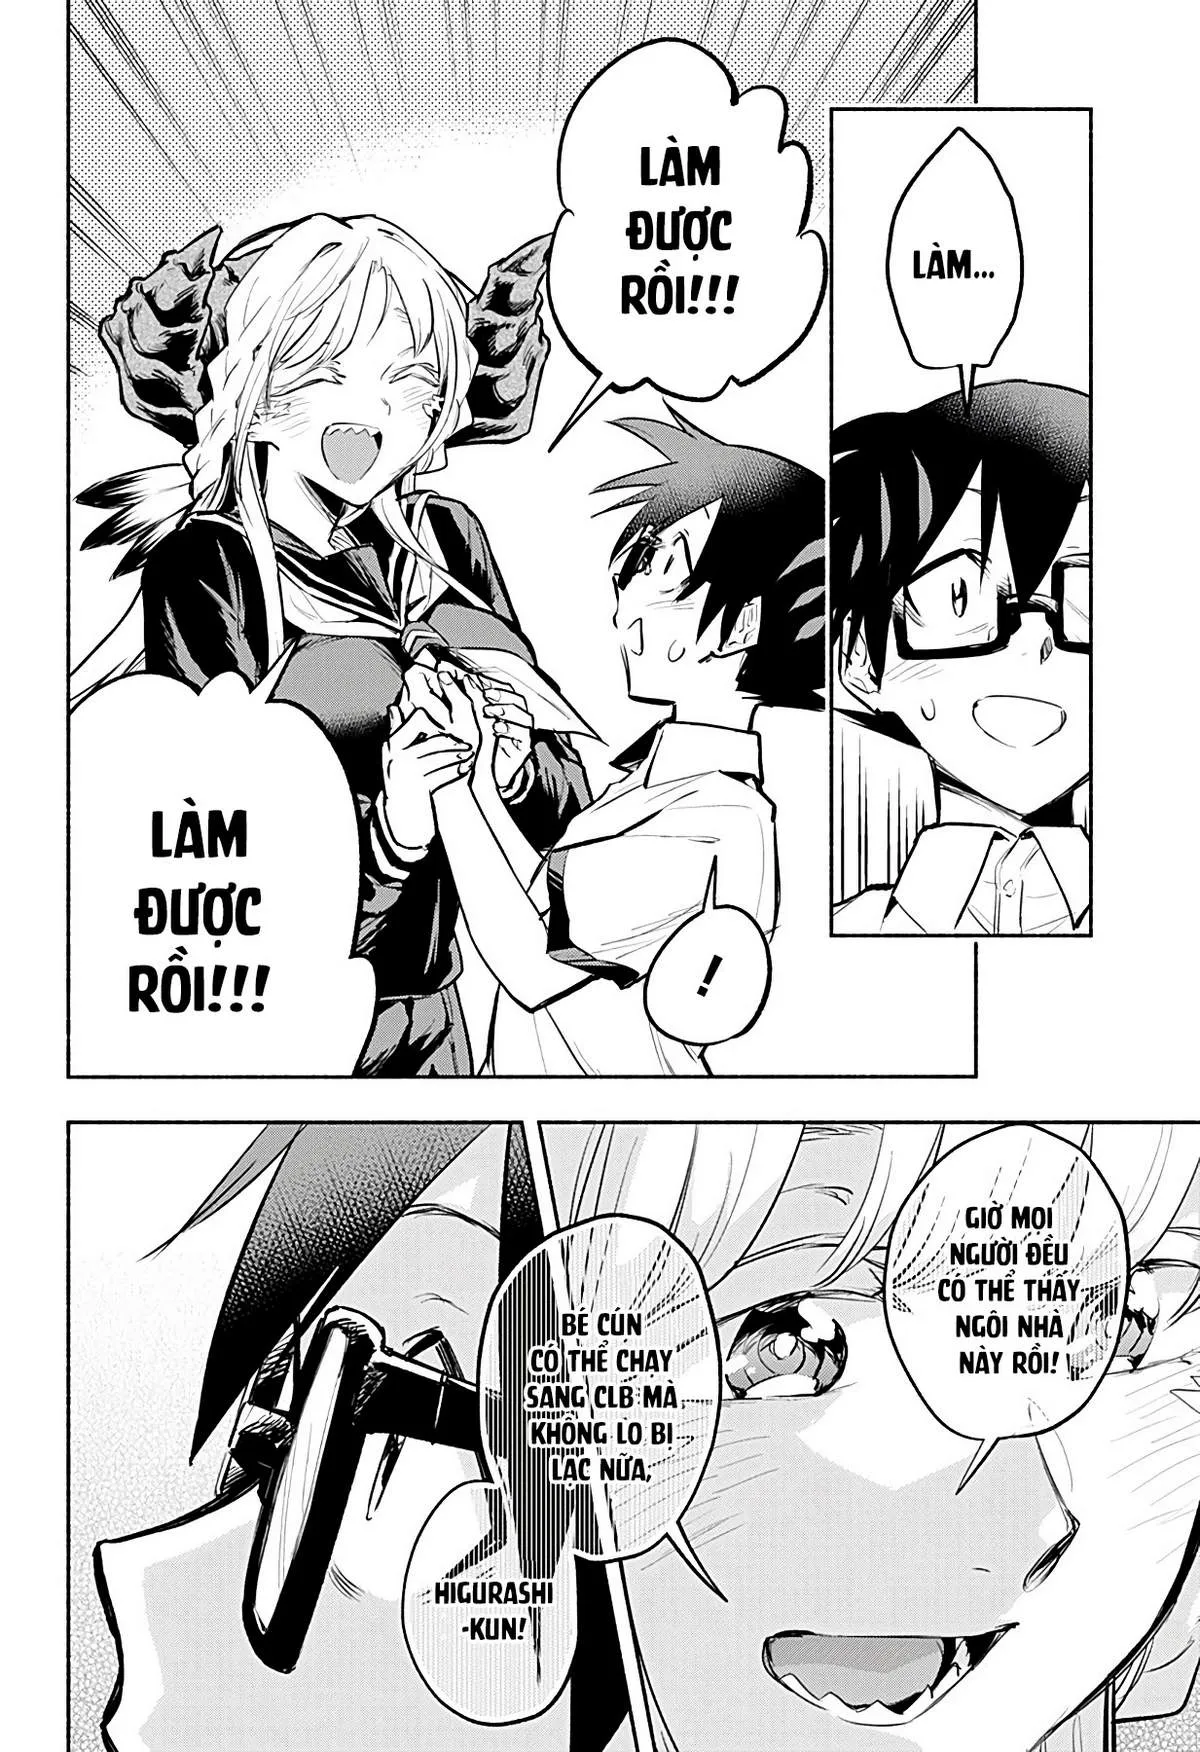 LÀM...
LÀM
ĐƯỢC
RỒI!!!
LÀM
ĐƯỢC
RỒI!!!
!
GIỜ MOI
NGƯỜI ĐỀU
CÓ THỂ THẤY
NGÔI NHÀ
NÀY RỒI!
BÉ CÚN
CÓ THỂ CHẠY
SANG CLB MÀ
KHÔNG LO BỊ
LẠC NỮA,
HIGURASHI
-KUN!